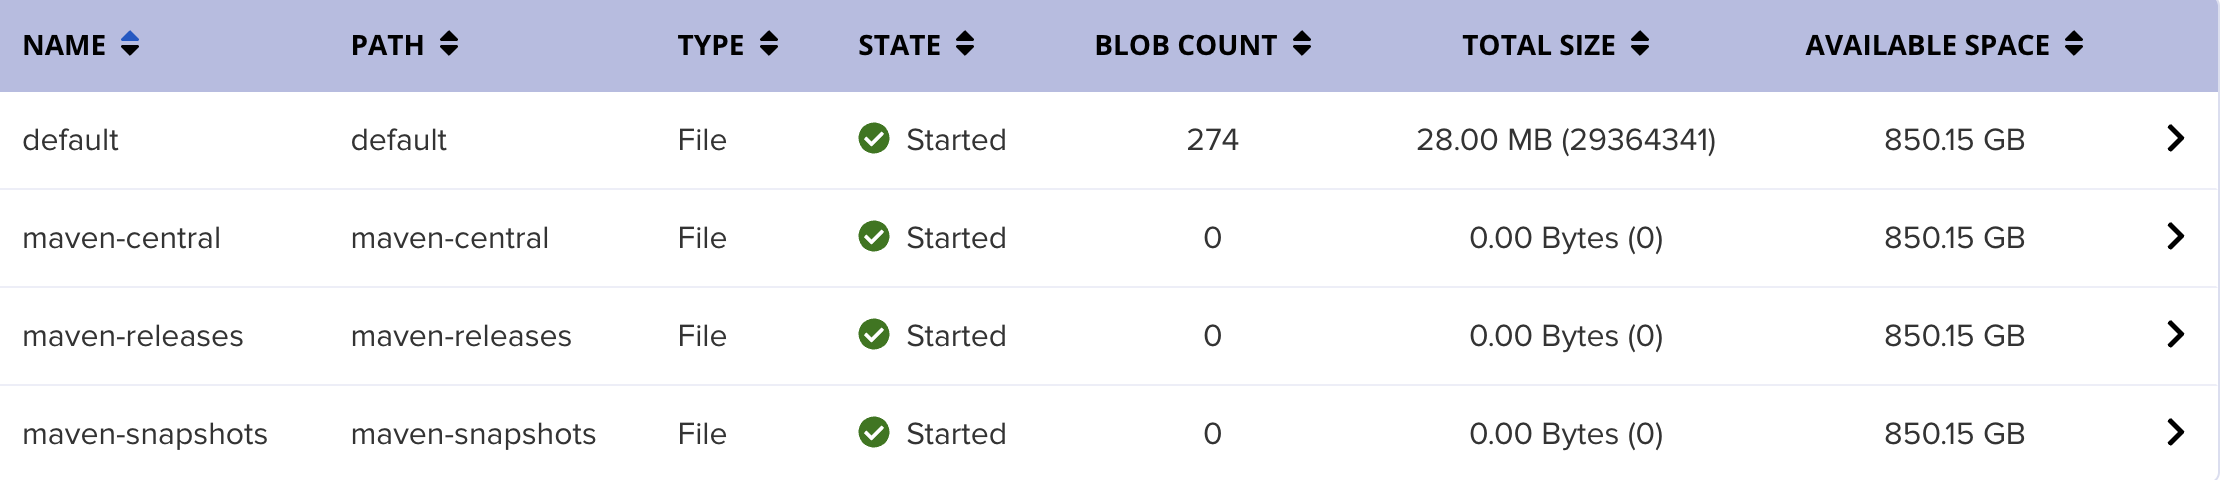 NAME PATH TYPE STATE BLOB COUNT TOTAL SIZE AVAILABLE SPACE
default default File Started 274 28.00 MB (29364341) 850.15 GB
maven-central maven-central File Started 0 0.00 Bytes (0) 850.15 GB
maven-releases maven-releases File Started 0 0.00 Bytes (0) 850.15 GB
maven-snapshots maven-snapshots File Started 0 0.00 Bytes (0) 850.15 GB